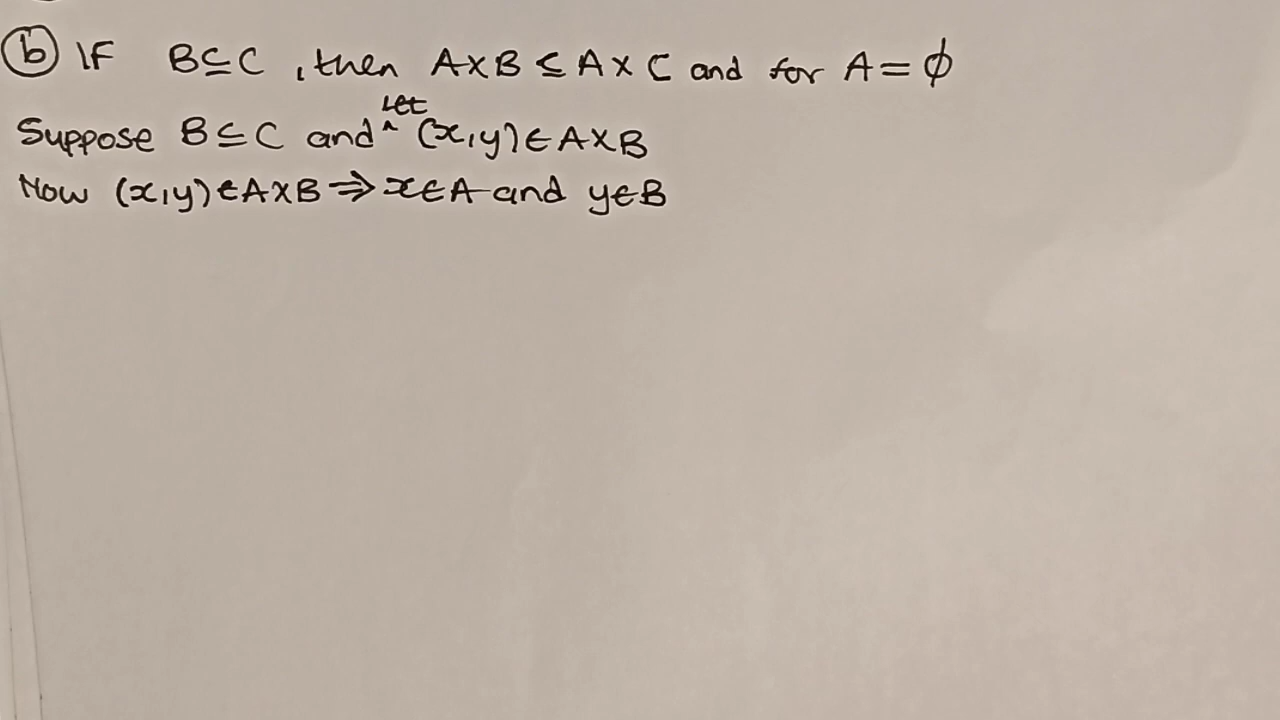 ⓑ IF B⊆C , then A×B ⊆ A×C and for A=ϕ
Suppose B⊆C and ^let (x,y)∈A×B
Now (x,y)∈A×B ⇒ x∈A and y∈B